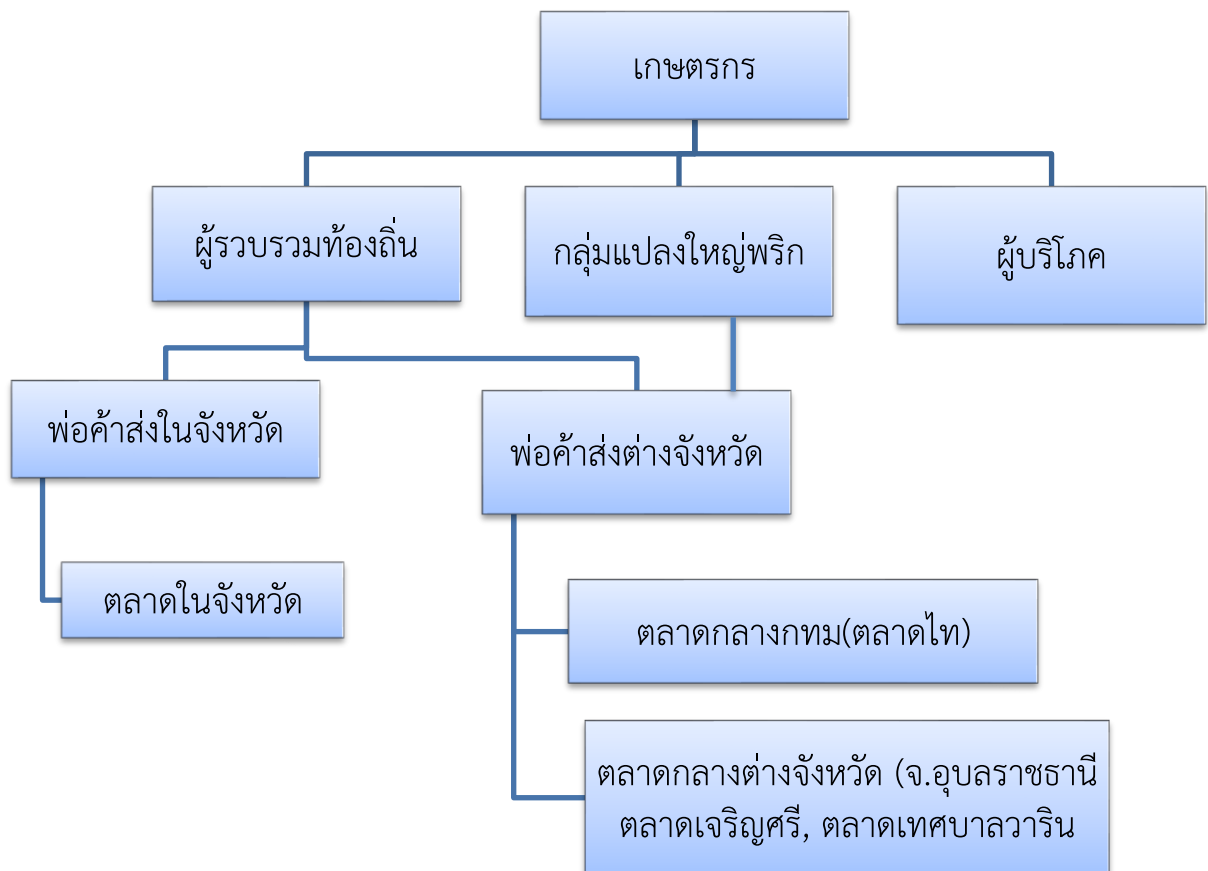 เกษตรกร
ผู้รวบรวมท้องถิ่น
กลุ่มแปลงใหญ่พริก
ผู้บริโภค
พ่อค้าส่งในจังหวัด
พ่อค้าส่งต่างจังหวัด
ตลาดในจังหวัด
ตลาดกลางกทม(ตลาดไท)
ตลาดกลางต่างจังหวัด (จ.อุบลราชธานี
ตลาดเจริญศรี, ตลาดเทศบาลวาริน